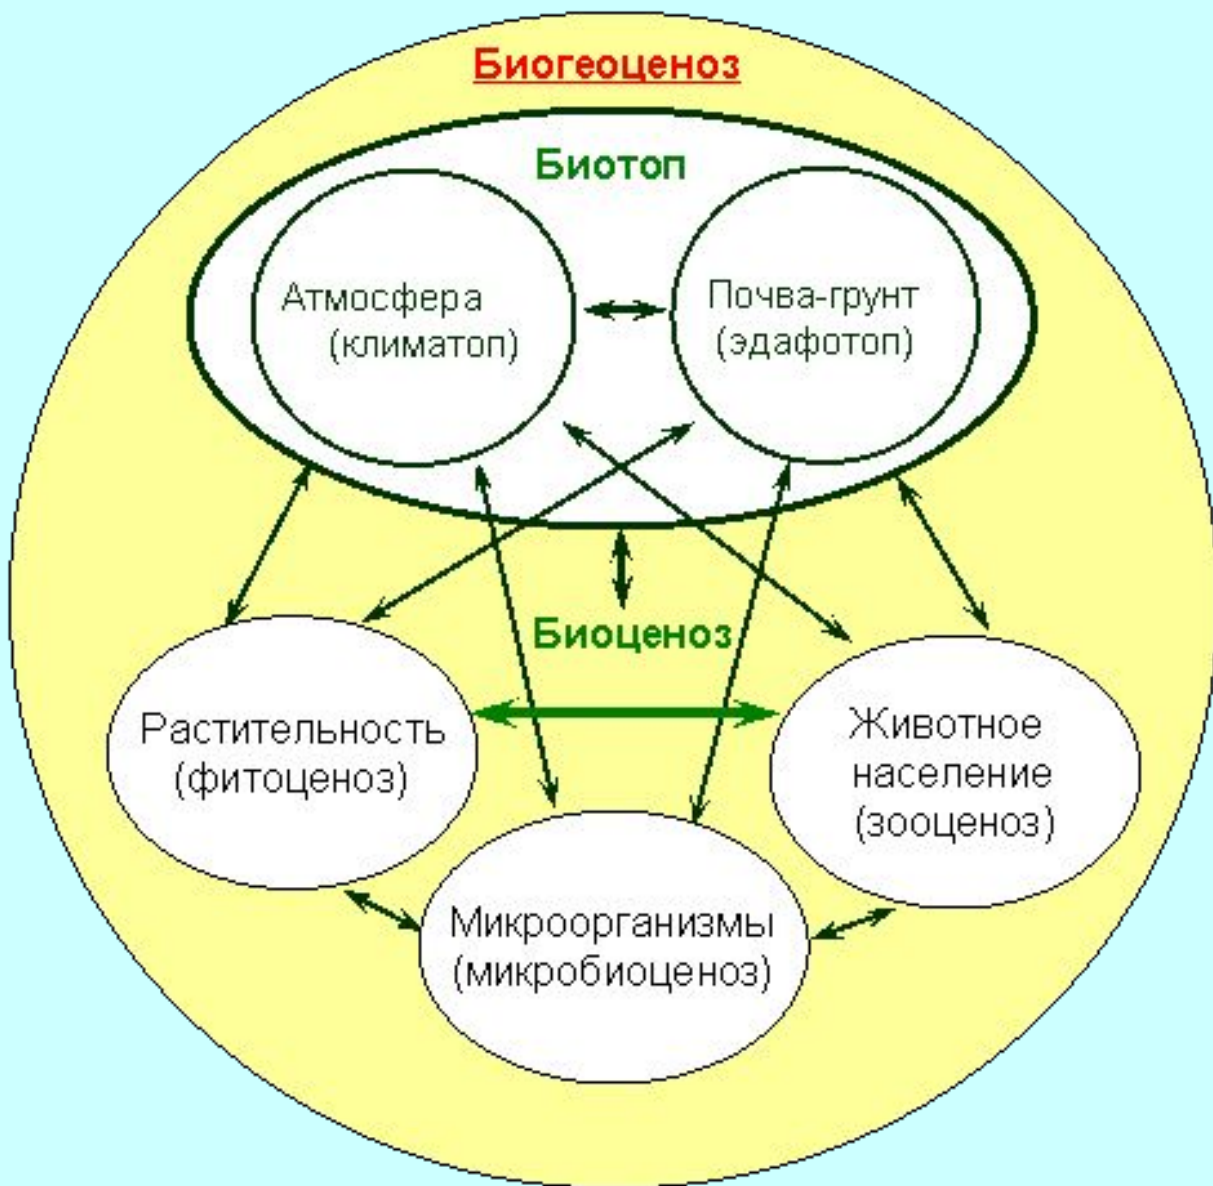 Биогеоценоз
Биотоп
Атмосфера
(климатоп)
Почва-грунт
(эдафотоп)
Биоценоз
Растительность
(фитоценоз)
Животное
население
(зооценоз)
Микроорганизмы
(микробиоценоз)